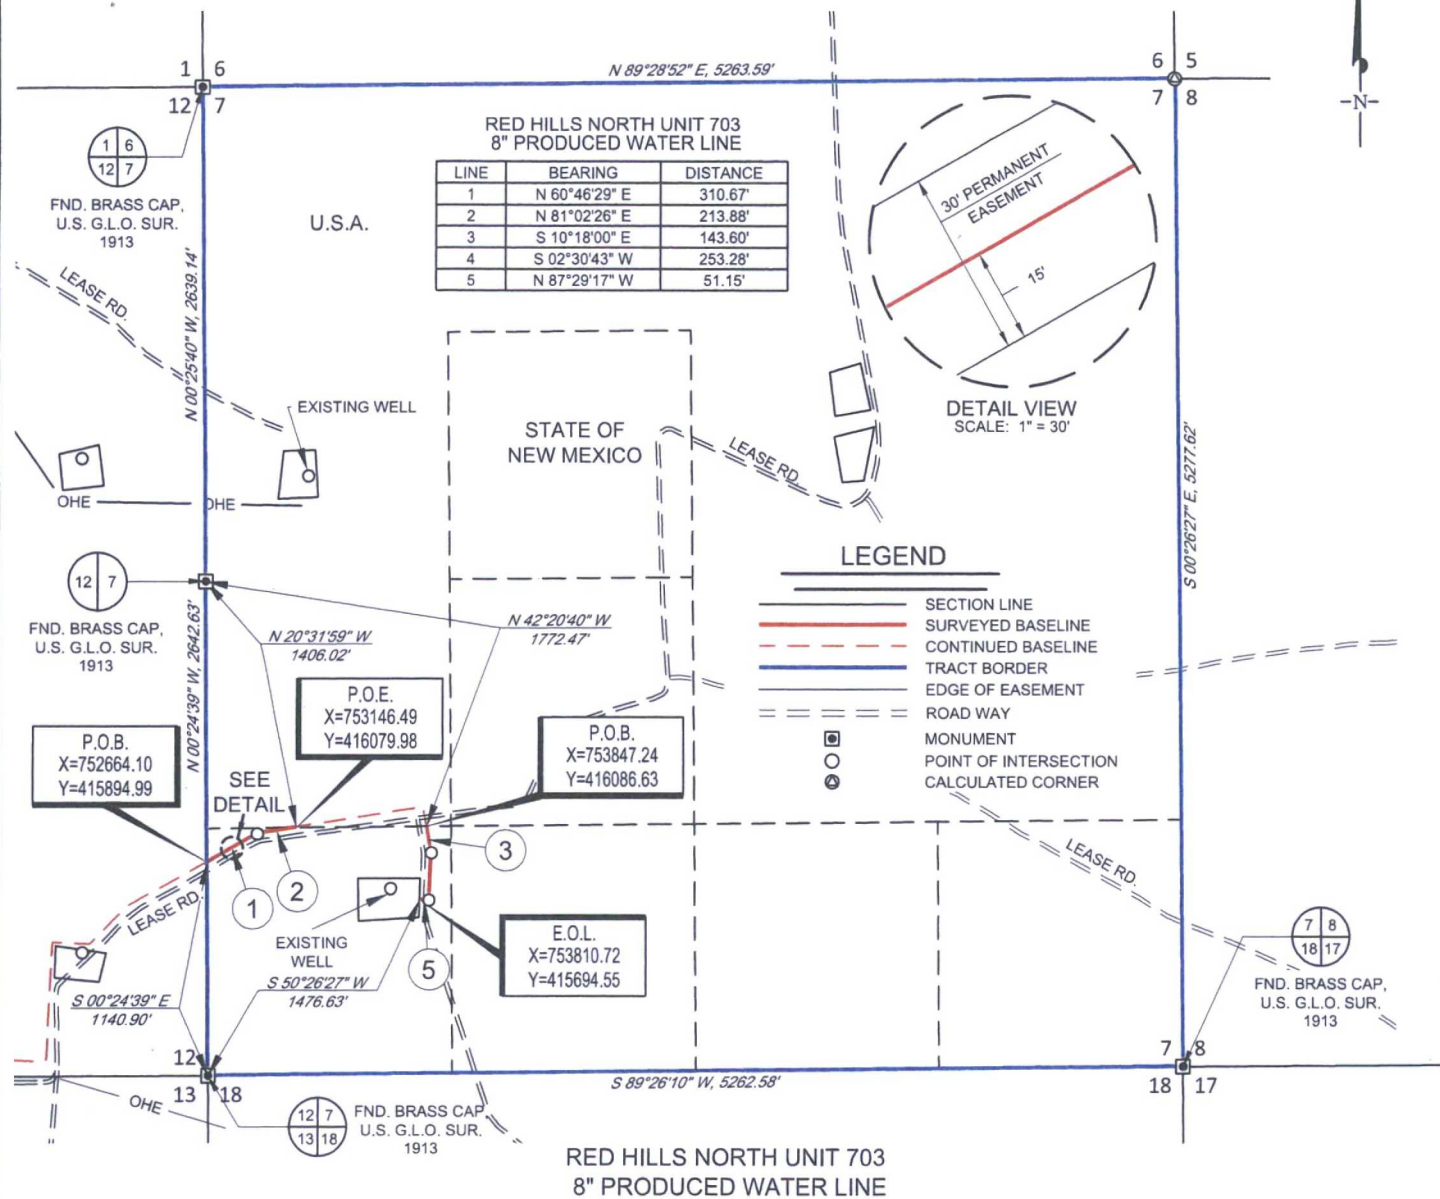 N 89°28'52" E, 5263.59'
1 6
12 7
6 5
7 8
-N-
RED HILLS NORTH UNIT 703
8" PRODUCED WATER LINE
LINE BEARING DISTANCE
1 N 60°46'29" E 310.67'
2 N 81°02'26" E 213.88'
3 S 10°18'00" E 143.60'
4 S 02°30'43" W 253.28'
5 N 87°29'17" W 51.15'
1 6
12 7
FND. BRASS CAP,
U.S. G.L.O. SUR.
1913
U.S.A.
30' PERMANENT
EASEMENT
15'
DETAIL VIEW
SCALE: 1" = 30'
LEASE RD.
N 00°25'40" W, 2639.14'
EXISTING WELL
OHE
OHE
STATE OF
NEW MEXICO
LEASE RD.
S 00°26'27" E, 5277.62'
12 7
FND. BRASS CAP,
U.S. G.L.O. SUR.
1913
N 00°24'39" W, 2642.63'
N 20°31'59" W
1406.02'
N 42°20'40" W
1772.47'
LEGEND
SECTION LINE
SURVEYED BASELINE
CONTINUED BASELINE
TRACT BORDER
EDGE OF EASEMENT
ROAD WAY
MONUMENT
POINT OF INTERSECTION
CALCULATED CORNER
P.O.E.
X=753146.49
Y=416079.98
P.O.B.
X=752664.10
Y=415894.99
P.O.B.
X=753847.24
Y=416086.63
SEE
DETAIL
1
2
3
5
LEASE RD.
LEASE RD.
EXISTING
WELL
E.O.L.
X=753810.72
Y=415694.55
S 00°24'39" E
1140.90'
S 50°26'27" W
1476.63'
7 8
18 17
FND. BRASS CAP,
U.S. G.L.O. SUR.
1913
12
13 18
7 8
18 17
S 89°26'10" W, 5262.58'
OHE
12 7
13 18
FND. BRASS CAP
U.S. G.L.O. SUR.
1913
RED HILLS NORTH UNIT 703
8" PRODUCED WATER LINE